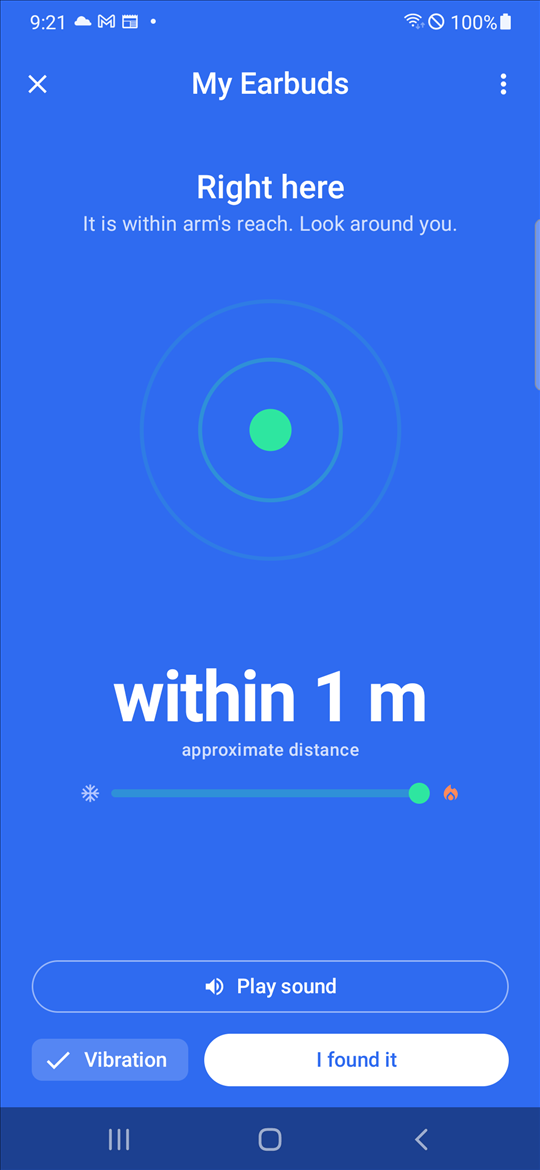 9:21
100%
My Earbuds
Right here
It is within arm's reach. Look around you.
within 1 m
approximate distance
Play sound
Vibration
I found it